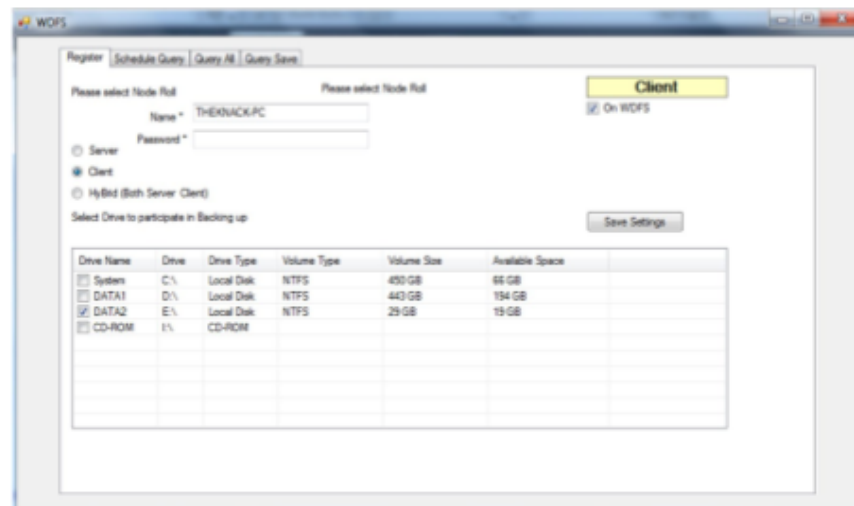 WDFS
Register Schedule Query Query All Query Save
Please select Node Roll Please select Node Roll Client
Name * THEKNACK-PC On WDFS
Password *
Server
Client
HyBrid (Both Server Client)
Select Drive to participate in Backing up Save Settings
Drive Name Drive Drive Type Volume Type Volume Size Available Space
System C:\ Local Disk NTFS 450 GB 66 GB
DATA1 D:\ Local Disk NTFS 443 GB 194 GB
DATA2 E:\ Local Disk NTFS 29 GB 19 GB
CD-ROM I:\ CD-ROM